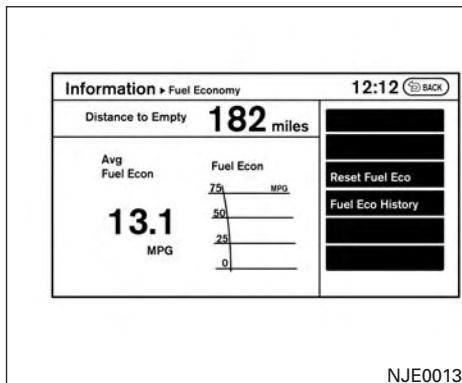 Information ▸ Fuel Economy 12:12 BACK
Distance to Empty 182 miles
Avg
Fuel Econ
13.1
MPG
Fuel Econ
75 MPG
50
25
0
Reset Fuel Eco
Fuel Eco History
NJE0013